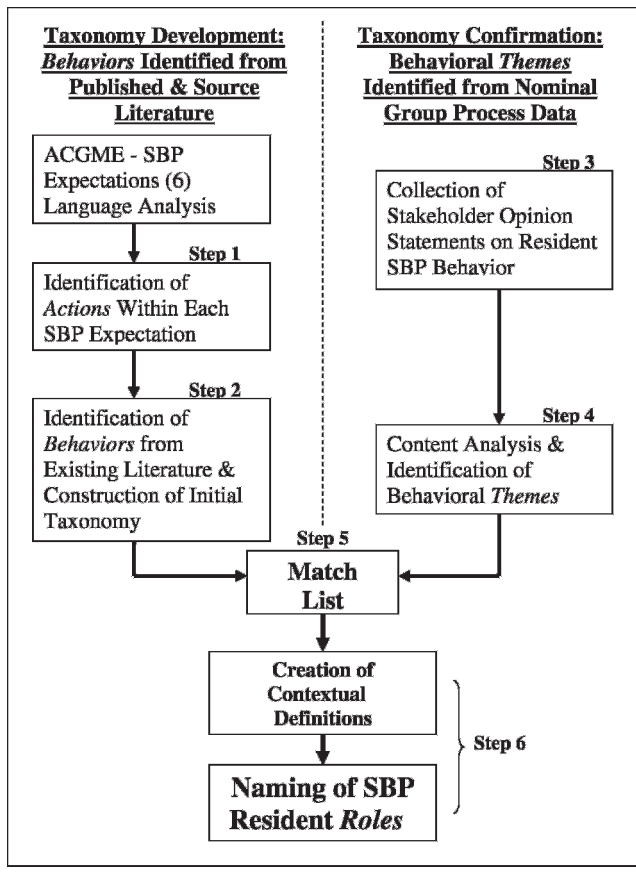 Taxonomy Development:
Behaviors Identified from
Published & Source
Literature
ACGME - SBP
Expectations (6)
Language Analysis
Step 1
Identification of
Actions Within Each
SBP Expectation
Step 2
Identification of
Behaviors from
Existing Literature &
Construction of Initial
Taxonomy
Taxonomy Confirmation:
Behavioral Themes
Identified from Nominal
Group Process Data
Step 3
Collection of
Stakeholder Opinion
Statements on Resident
SBP Behavior
Step 4
Content Analysis &
Identification of
Behavioral Themes
Step 5
Match
List
Creation of
Contextual
Definitions
Step 6
Naming of SBP
Resident Roles